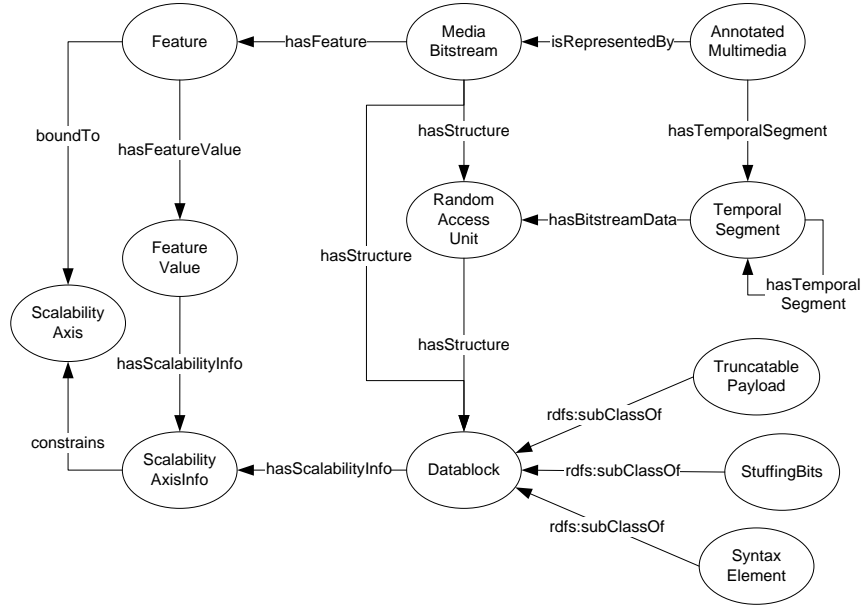 Feature
hasFeature
Media
Bitstream
isRepresentedBy
Annotated
Multimedia
boundTo
hasFeatureValue
hasStructure
hasTemporalSegment
Random
Access
Unit
hasBitstreamData
Temporal
Segment
Feature
Value
hasStructure
hasTemporal
Segment
Scalability
Axis
hasScalabilityInfo
hasStructure
Truncatable
Payload
rdfs:subClassOf
constrains
Scalability
AxisInfo
hasScalabilityInfo
Datablock
rdfs:subClassOf
StuffingBits
rdfs:subClassOf
Syntax
Element